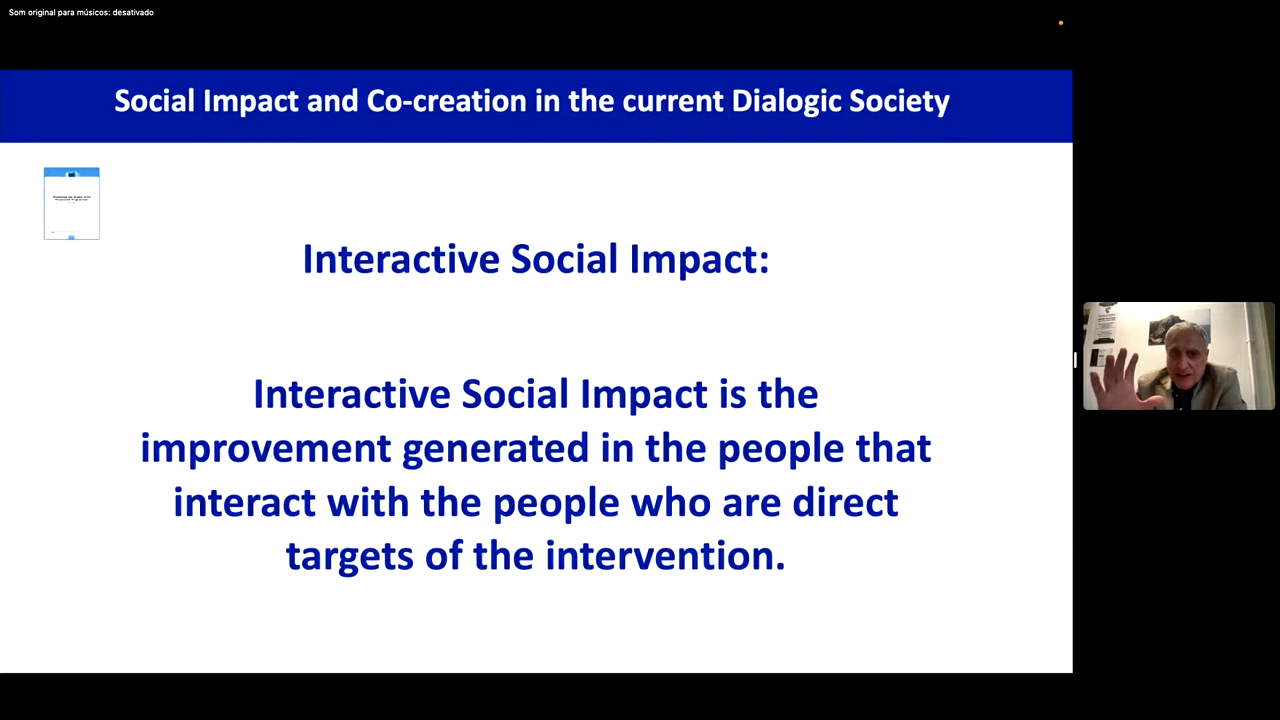 Som original para músicos: desativado
Social Impact and Co-creation in the current Dialogic Society
Interactive Social Impact:
Interactive Social Impact is the
improvement generated in the people that
interact with the people who are direct
targets of the intervention.